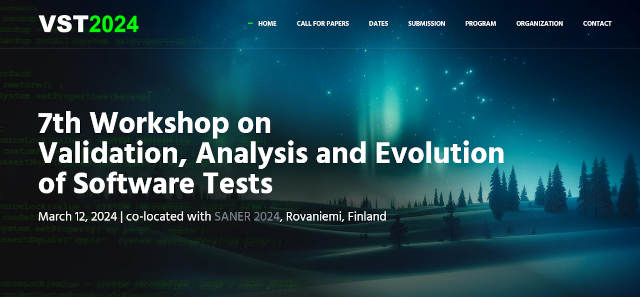 VST2024
HOME CALL FOR PAPERS DATES SUBMISSION PROGRAM ORGANIZATION CONTACT
7th Workshop on
Validation, Analysis and Evolution
of Software Tests
March 12, 2024 | co-located with SANER 2024, Rovaniemi, Finland